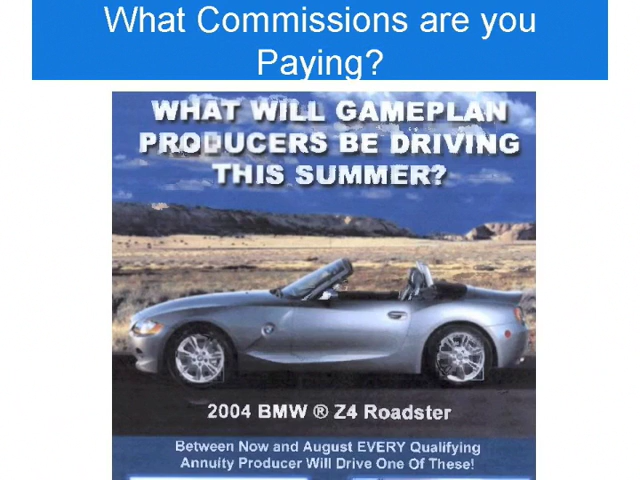 What Commissions are you
Paying?
WHAT WILL GAMEPLAN
PRODUCERS BE DRIVING
THIS SUMMER?
2004 BMW ® Z4 Roadster
Between Now and August EVERY Qualifying
Annuity Producer Will Drive One Of These!